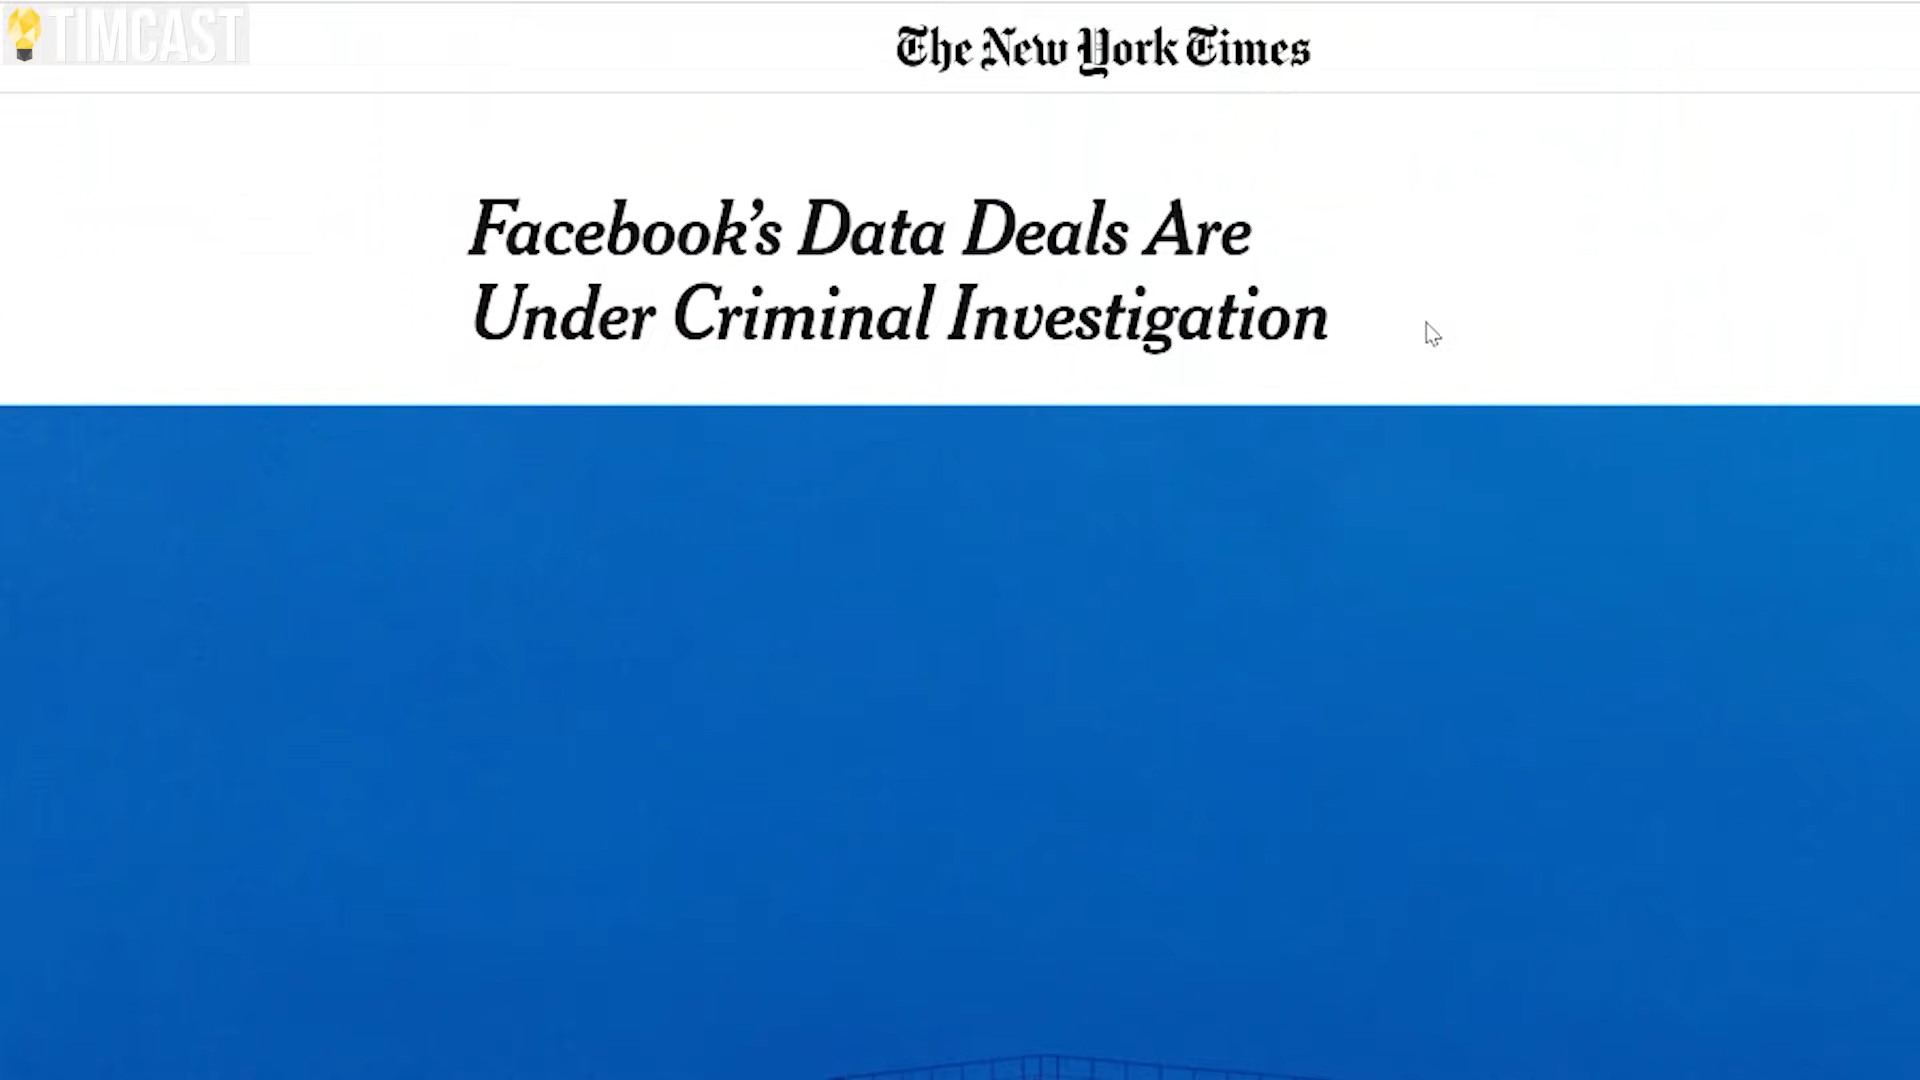 TIMCAST
The New York Times
Facebook’s Data Deals Are
Under Criminal Investigation